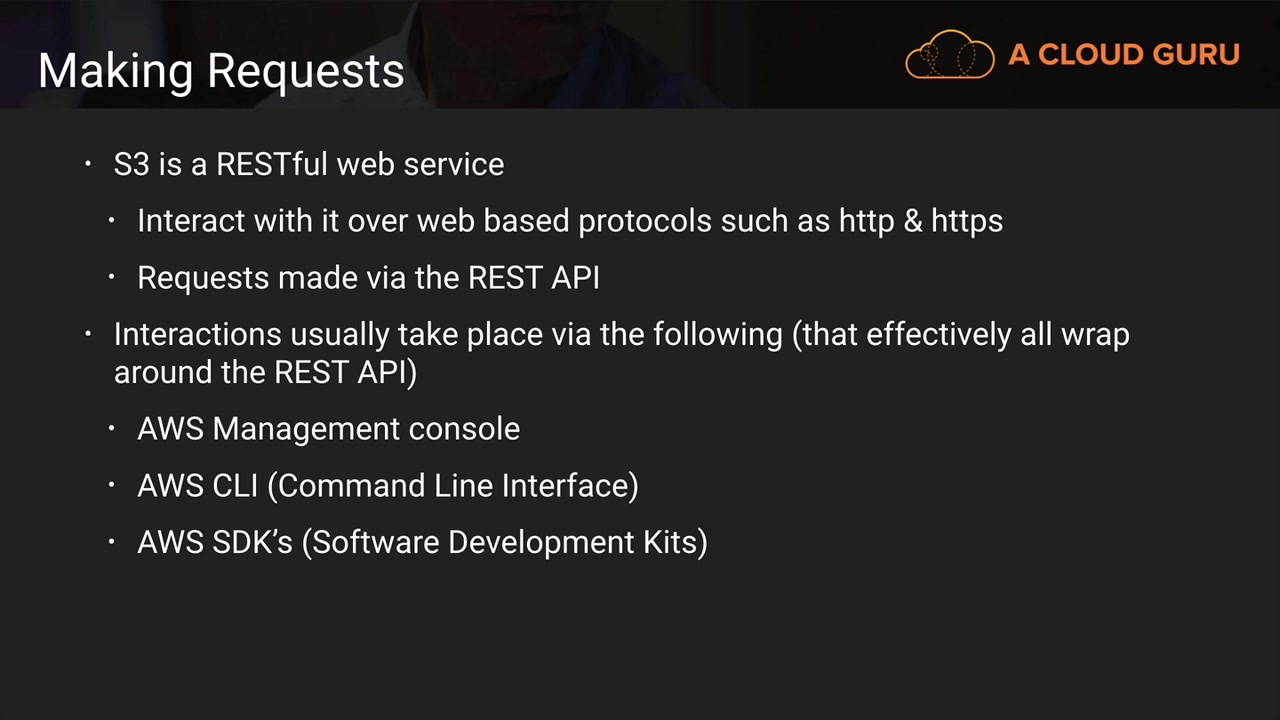 Making Requests
A CLOUD GURU
• S3 is a RESTful web service
• Interact with it over web based protocols such as http & https
• Requests made via the REST API
• Interactions usually take place via the following (that effectively all wrap
around the REST API)
• AWS Management console
• AWS CLI (Command Line Interface)
• AWS SDK’s (Software Development Kits)